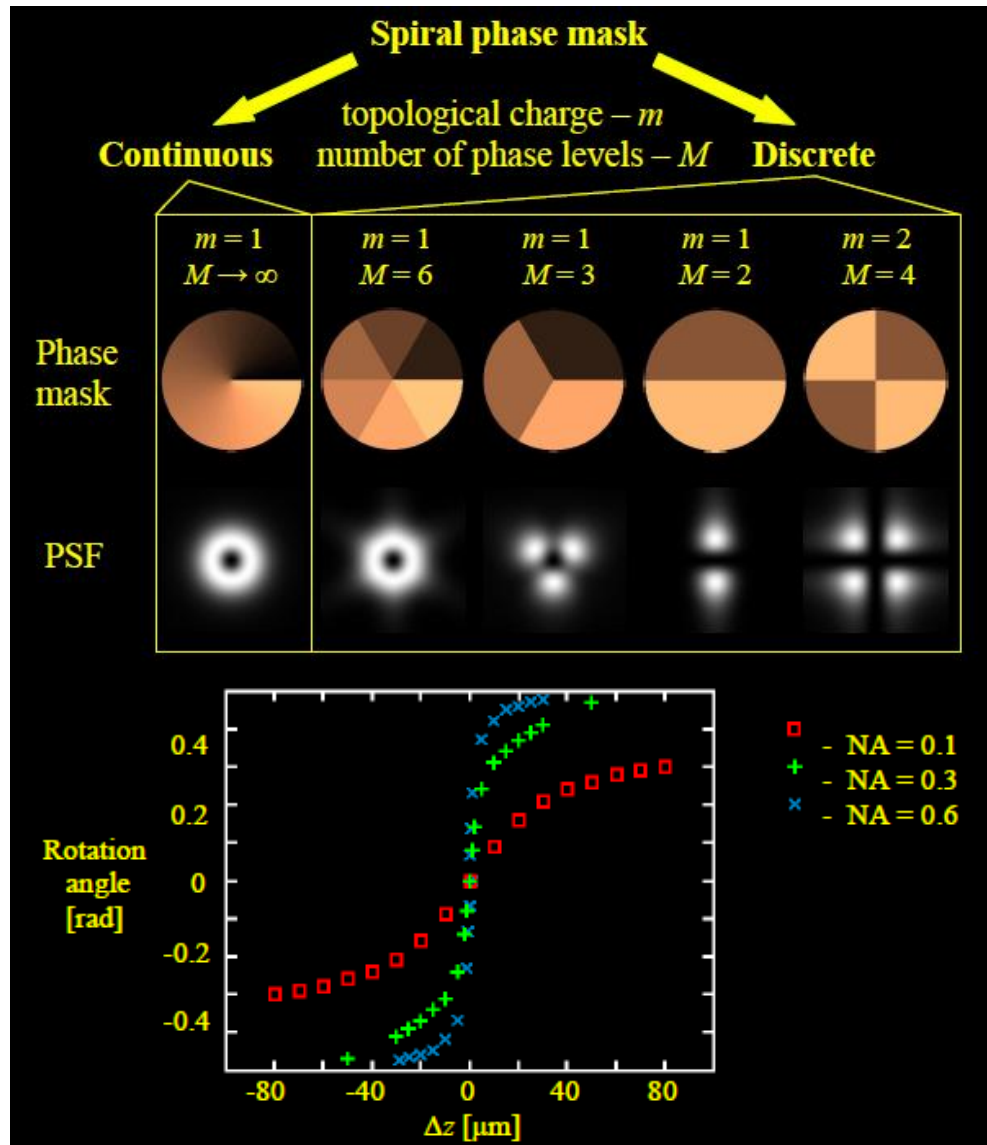 Spiral phase mask
topological charge – m
Continuous number of phase levels – M Discrete
m = 1 m = 1 m = 1 m = 1 m = 2
M → ∞ M = 6 M = 3 M = 2 M = 4
Phase
mask
PSF
0.4
0.2
0
-0.2
-0.4
Rotation
angle
[rad]
-80 -40 0 40 80
Δz [μm]
- NA = 0.1
- NA = 0.3
- NA = 0.6